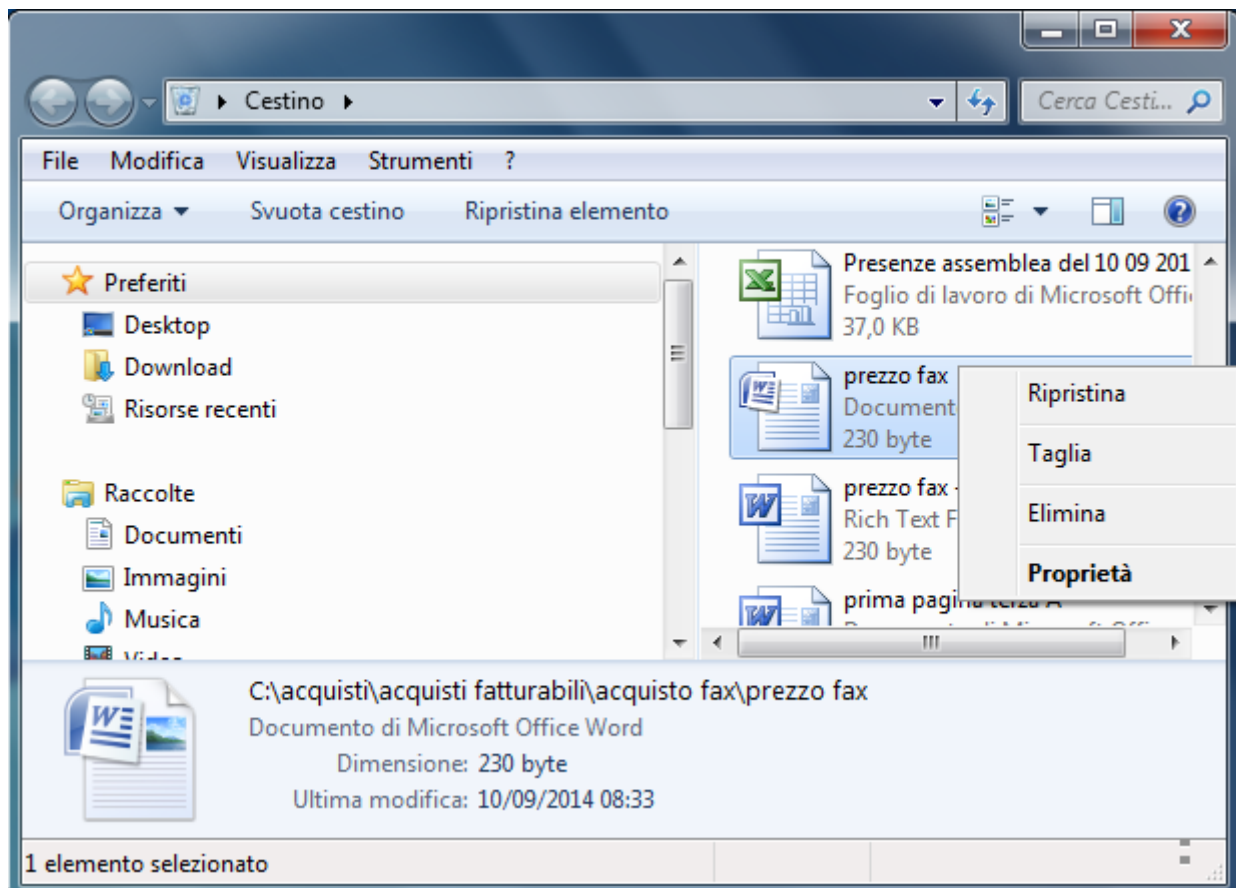 Cestino
Cerca Cesti...
File Modifica Visualizza Strumenti ?
Organizza Svuota cestino Ripristina elemento
Preferiti
Desktop
Download
Risorse recenti
Raccolte
Documenti
Immagini
Musica
Video
Presenze assemblea del 10 09 201
Foglio di lavoro di Microsoft Offi
37,0 KB
prezzo fax
Document
230 byte
prezzo fax -
Rich Text F
230 byte
prima pagina terza A
Ripristina
Taglia
Elimina
Proprietà
C:\acquisti\acquisti fatturabili\acquisto fax\prezzo fax
Documento di Microsoft Office Word
Dimensione: 230 byte
Ultima modifica: 10/09/2014 08:33
1 elemento selezionato